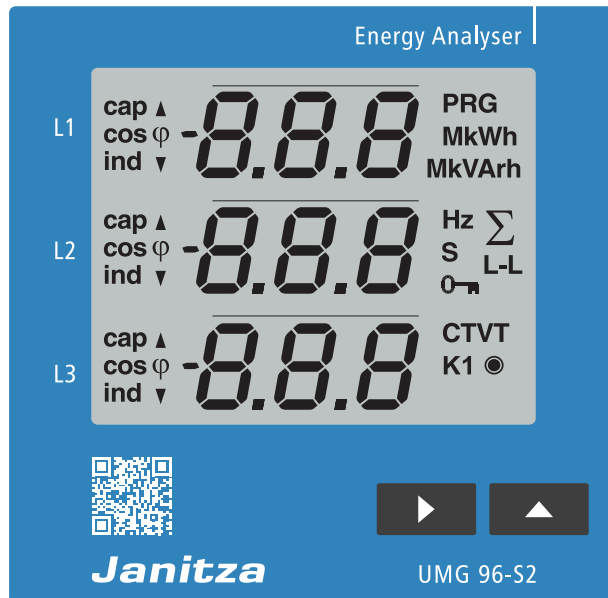 Energy Analyser
L1
cap ▲
cos φ
ind ▼
-8.8.8
PRG
MkWh
MkVArh
L2
cap ▲
cos φ
ind ▼
-8.8.8
Hz Σ
S
L-L
L3
cap ▲
cos φ
ind ▼
-8.8.8
CTVT
K1
Janitza
UMG 96-S2